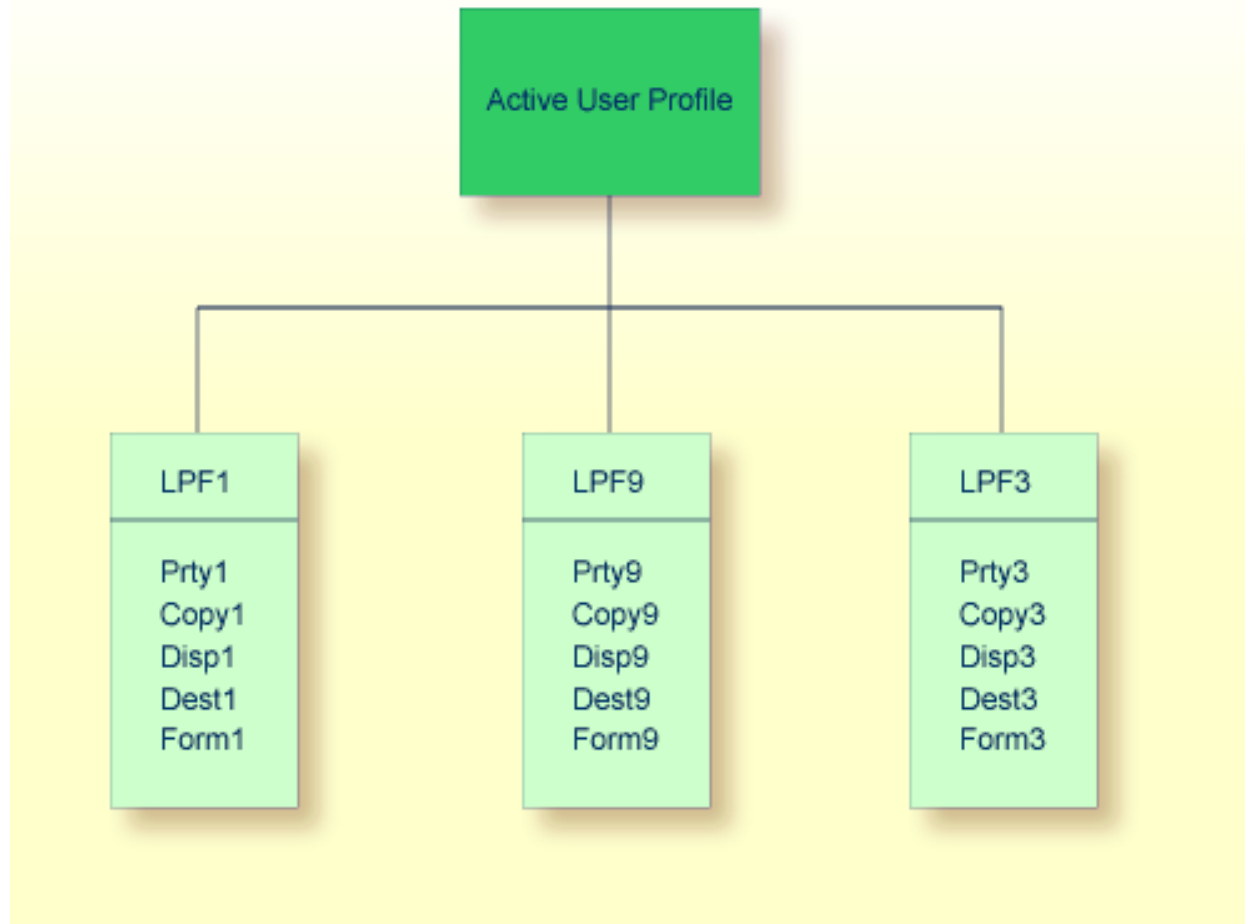 Active User Profile
LPF1
Prty1
Copy1
Disp1
Dest1
Form1
LPF9
Prty9
Copy9
Disp9
Dest9
Form9
LPF3
Prty3
Copy3
Disp3
Dest3
Form3